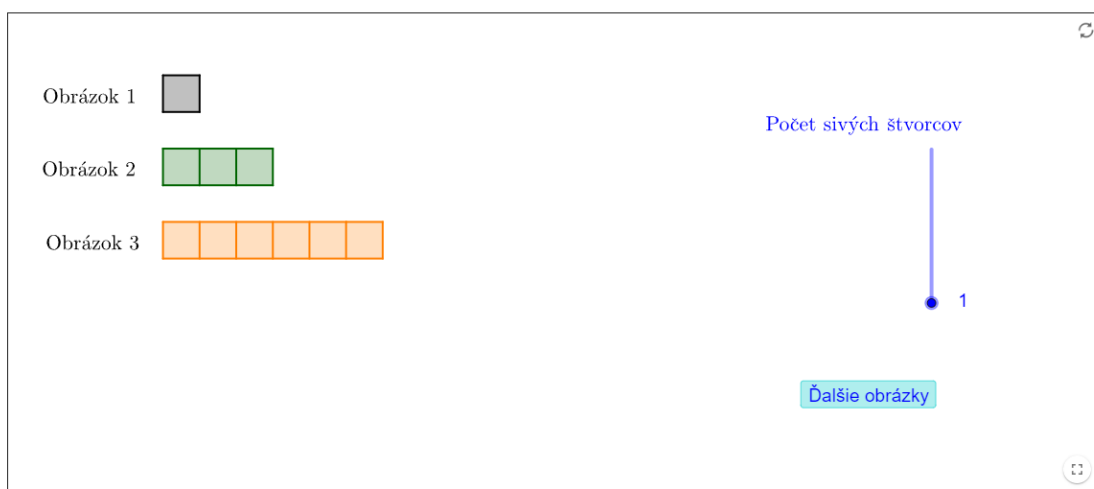 Obrázok 1
Počet sivých štvorcov
Obrázok 2
Obrázok 3
1
Ďalšie obrázky